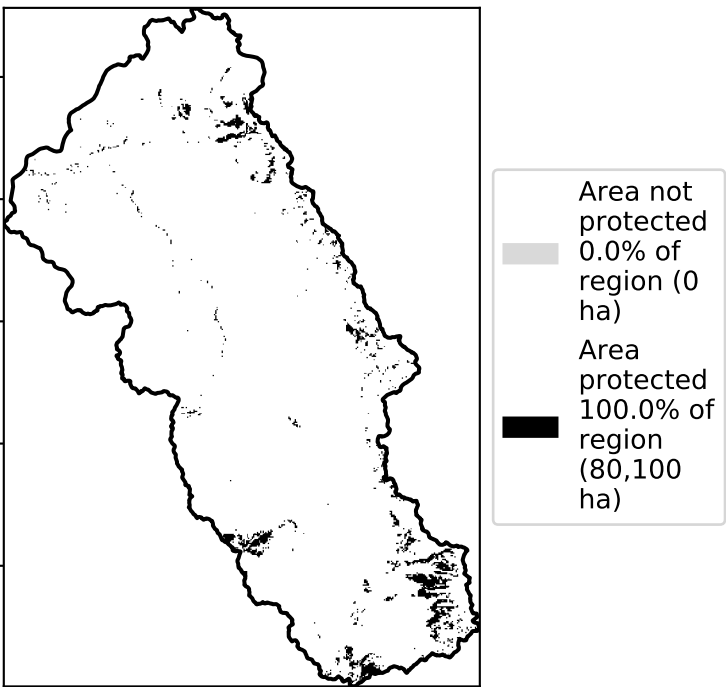 Area not
protected
0.0% of
region (0
ha)
Area
protected
100.0% of
region
(80,100
ha)